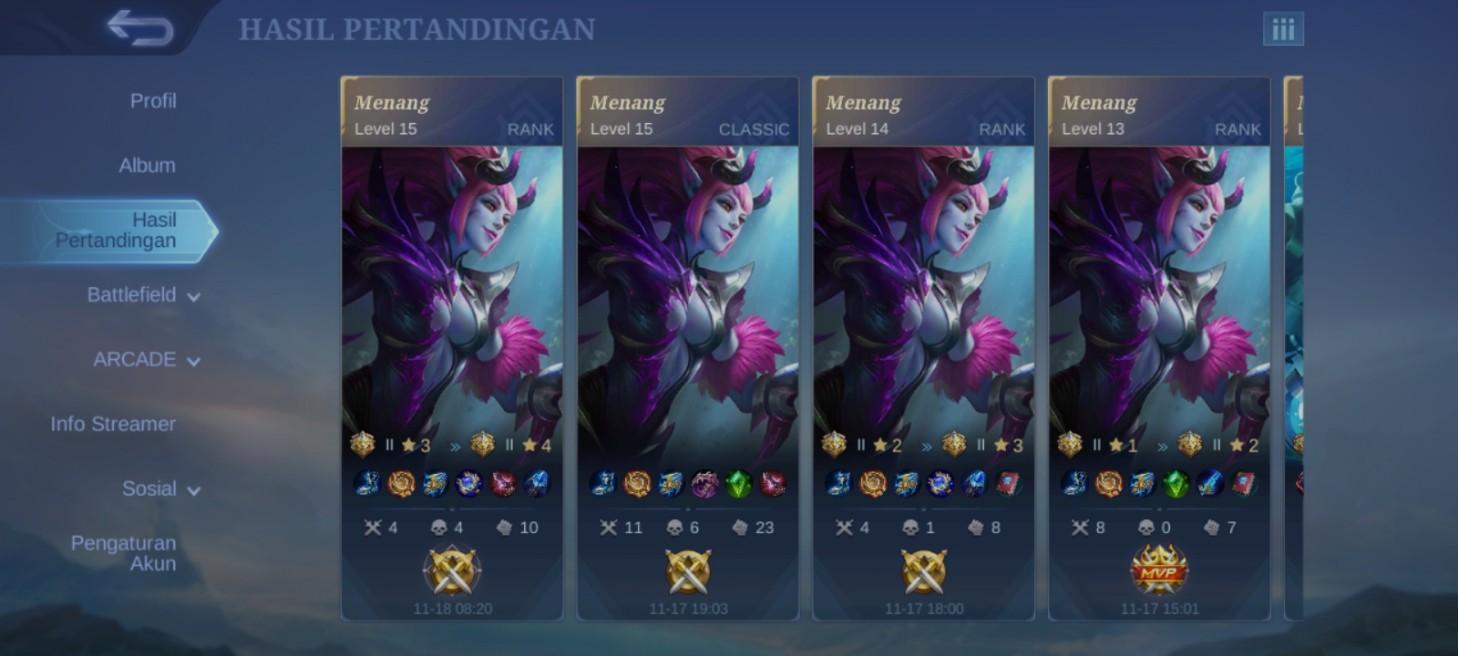 HASIL PERTANDINGAN
Profil
Album
Hasil
Pertandingan
Battlefield
ARCADE
Info Streamer
Sosial
Pengaturan
Akun
Menang
Level 15 RANK
II 3 » II 4
4 4 10
11-18 08:20
Menang
Level 15 CLASSIC
11 6 23
11-17 19:03
Menang
Level 14 RANK
II 2 » II 3
4 1 8
11-17 18:00
Menang
Level 13 RANK
II 1 » II 2
8 0 7
MVP
11-17 15:01